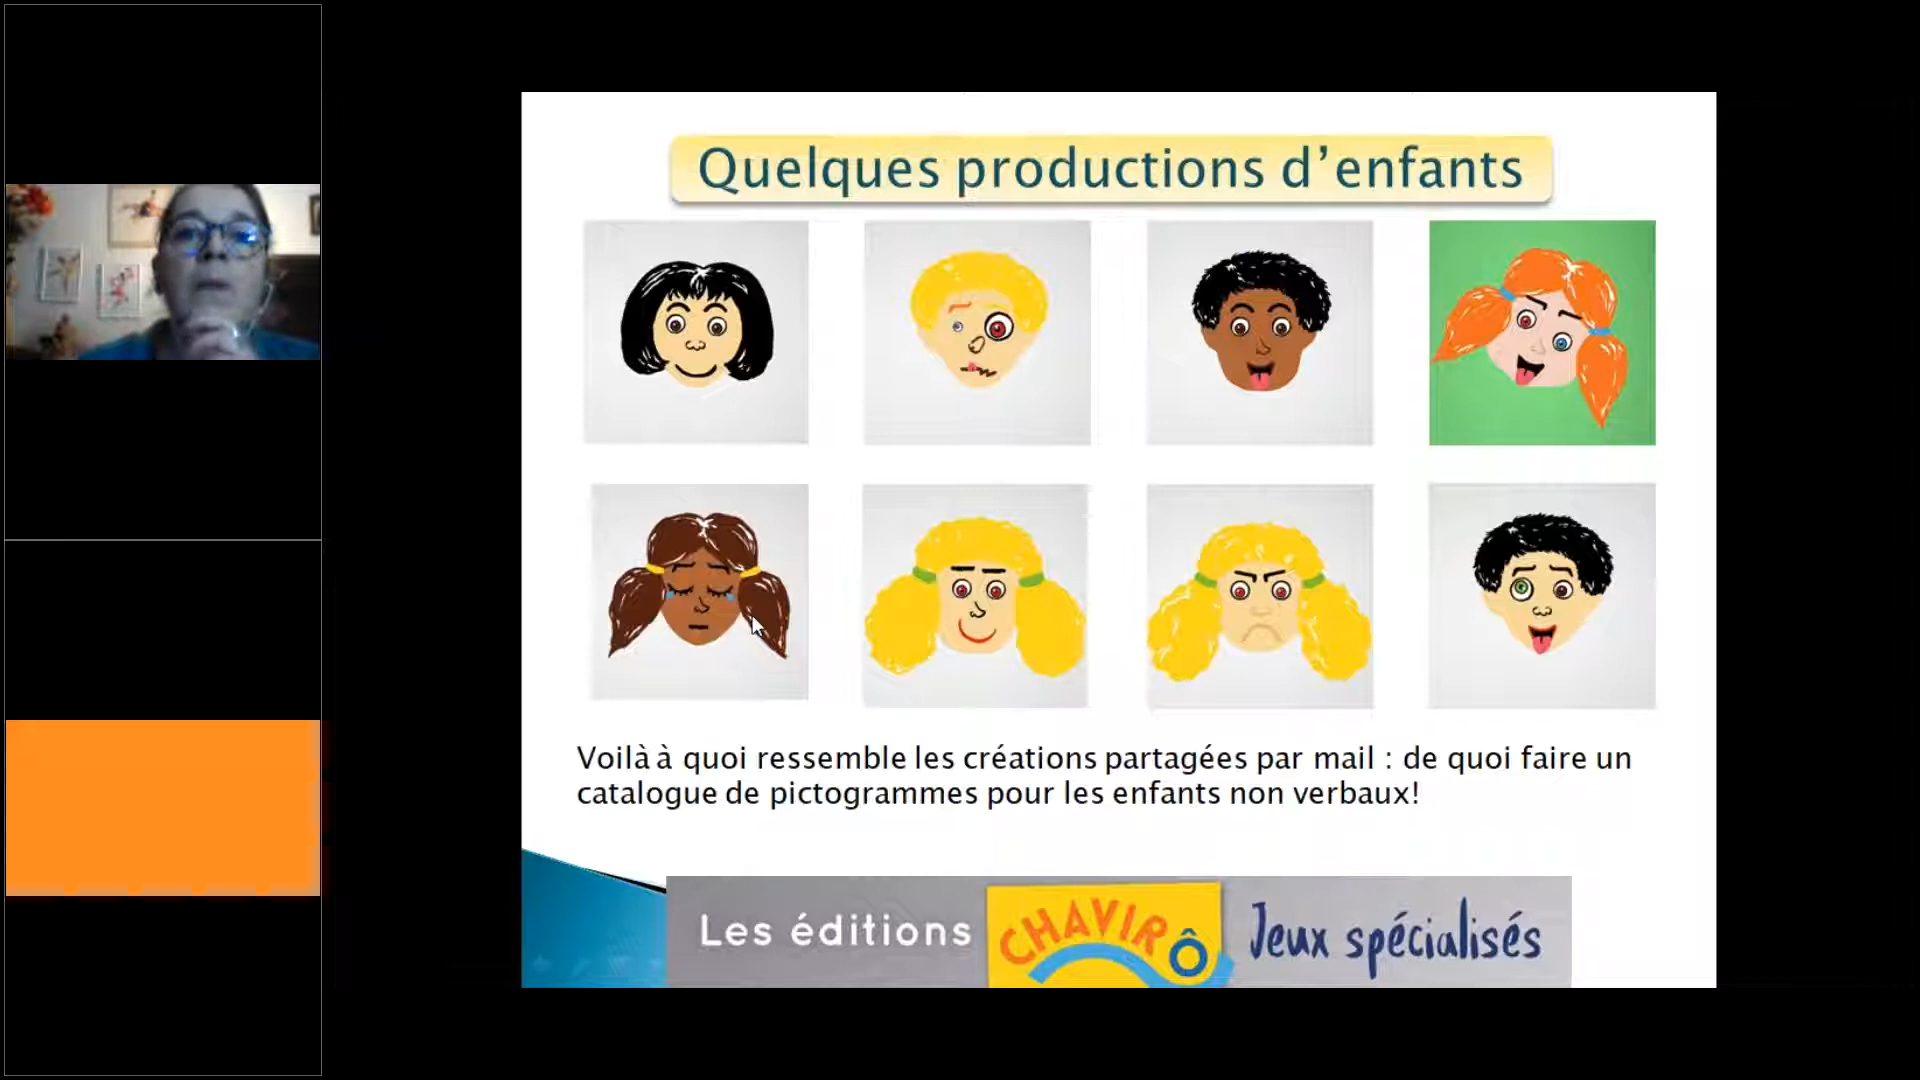 Quelques productions d’enfants
Voilà à quoi ressemble les créations partagées par mail : de quoi faire un
catalogue de pictogrammes pour les enfants non verbaux!
Les éditions CHAVIRÔ Jeux spécialisés